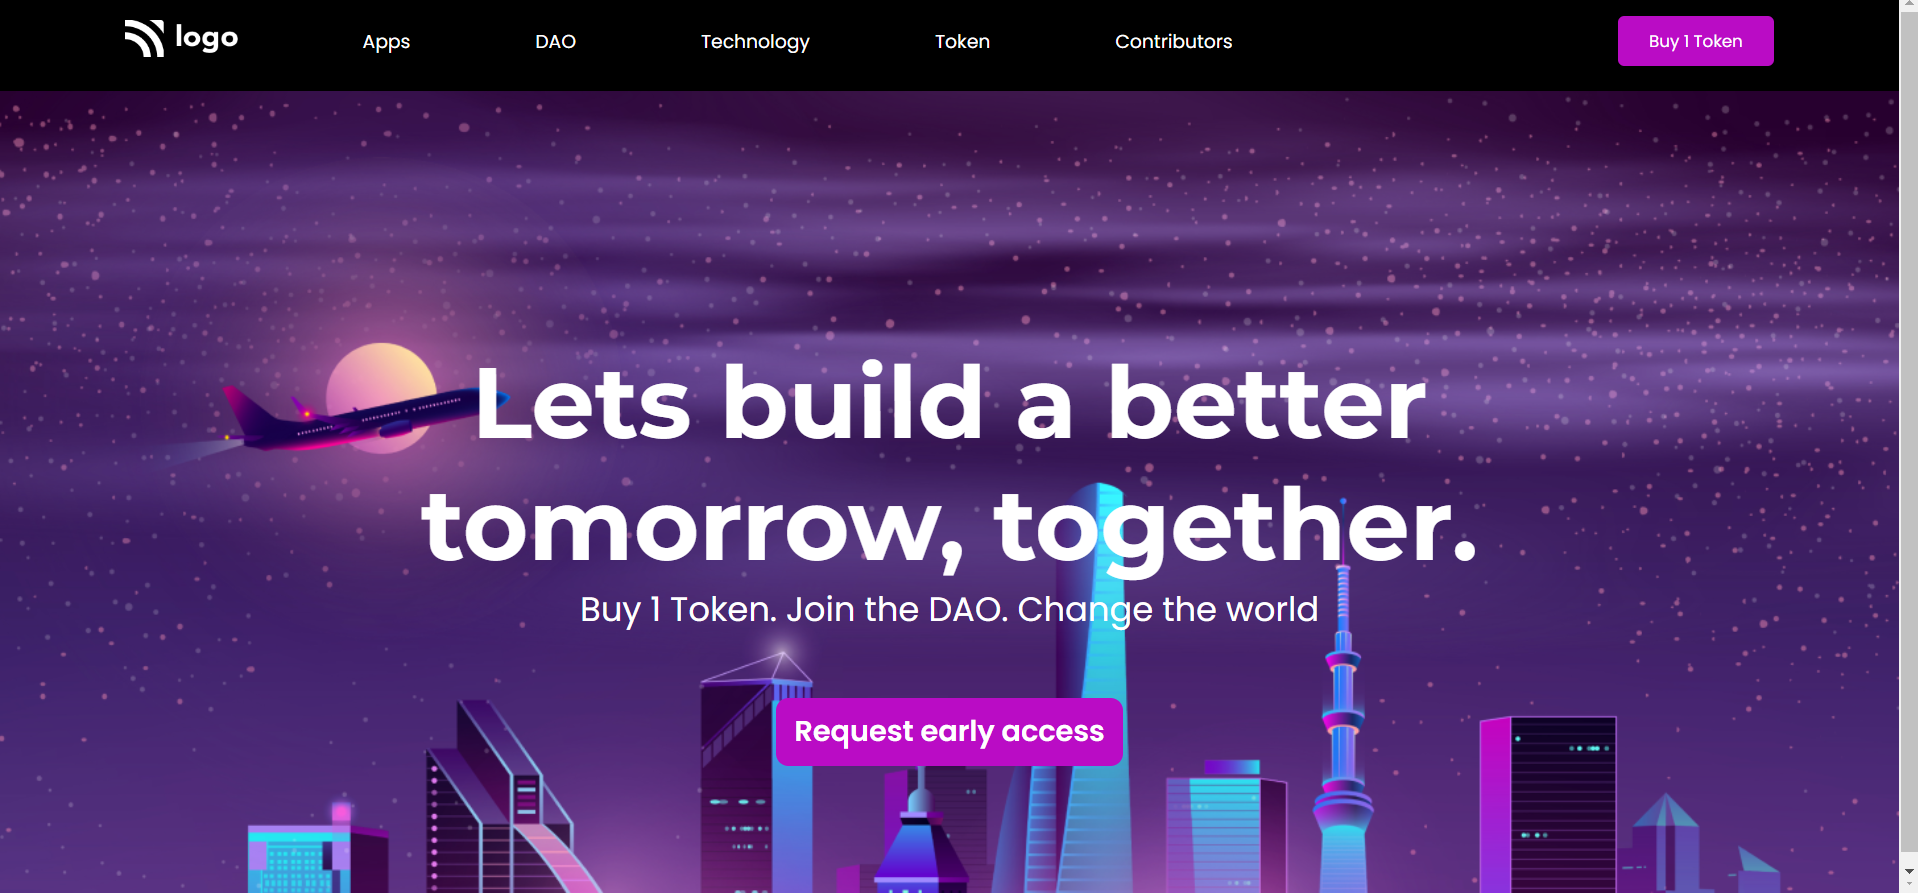 logo
Apps
DAO
Technology
Token
Contributors
Buy 1 Token
Lets build a better
tomorrow, together.
Buy 1 Token. Join the DAO. Change the world
Request early access